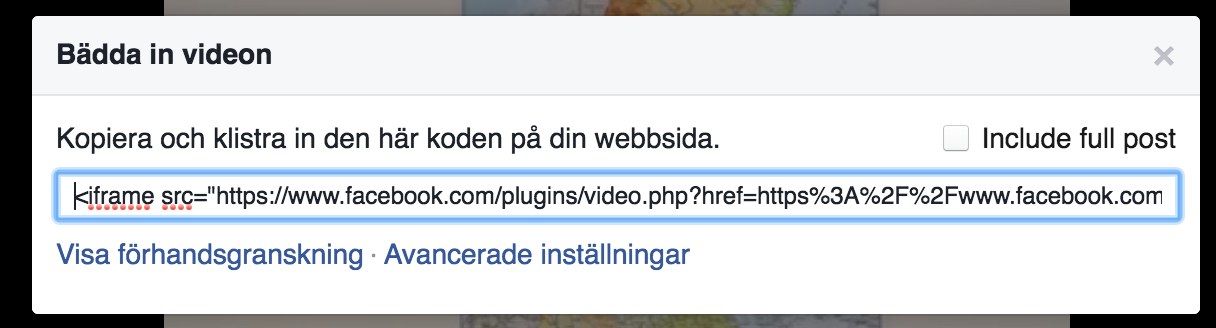 Bädda in videon
×
Kopiera och klistra in den här koden på din webbsida.
Include full post
<iframe src="https://www.facebook.com/plugins/video.php?href=https%3A%2F%2Fwww.facebook.com
Visa förhandsgranskning · Avancerade inställningar